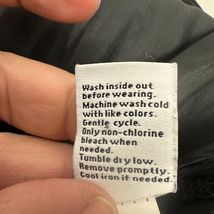 Wash inside out
before wearing.
Machine wash cold
with like colors.
Gentle cycle.
Only non-chlorine
bleach when
needed.
Tumble dry low.
Remove promptly.
Cool iron if needed.